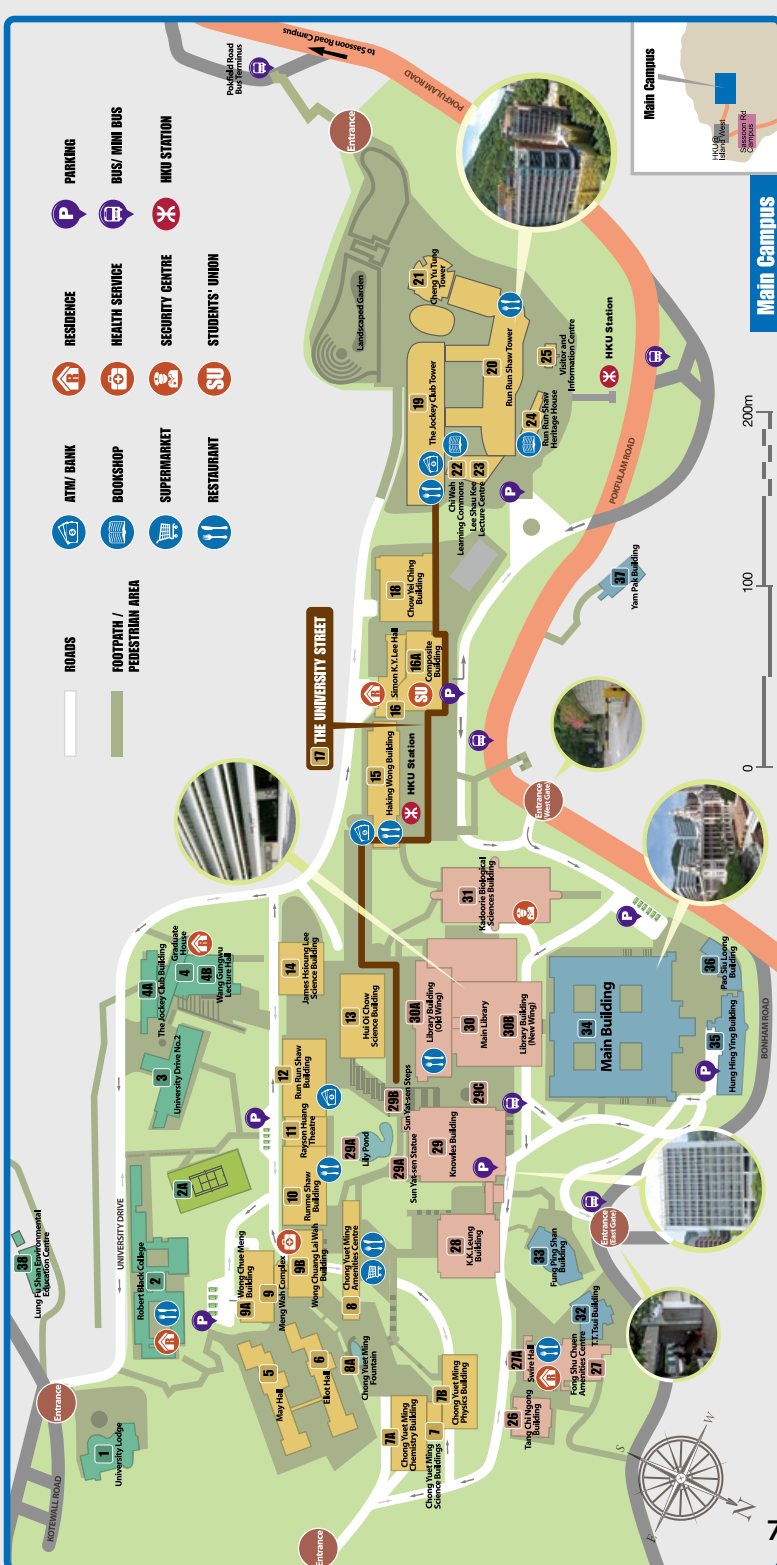 Main Campus
Main Campus
HKU@
Island West
Sassoon Rd
Campus
ROADS
FOOTPATH /
PEDESTRIAN AREA
ATM/ BANK
BOOKSHOP
SUPERMARKET
RESTAURANT
RESIDENCE
HEALTH SERVICE
SECURITY CENTRE
SU
STUDENTS' UNION
P
PARKING
BUS/ MINI BUS
HKU STATION
KOTEWALL ROAD
Entrance
1
University Lodge
38
Lung Fu Shan Environmental
Education Centre
UNIVERSITY DRIVE
2
Robert Black College
2A
3
University Drive No.2
4A
The Jockey Club Building
4
Graduate
House
4B
Wang Gungwu
Lecture Hall
P
P
5
May Hall
6
Eliot Hall
9A
Wong Chue Meng
Building
9
Meng Wah Complex
9B
Wong Chuang Lai Wah
Building
10
Runme Shaw
Building
11
Rayson Huang
Theatre
12
Run Run Shaw
Building
14
James Hsioung Lee
Science Building
13
Hui Oi Chow
Science Building
8
Chong Yuet Ming
Amenities Centre
8A
Chong Yuet Ming
Fountain
7A
Chong Yuet Ming
Chemistry Building
7
Chong Yuet Ming
Science Buildings
7B
Chong Yuet Ming
Physics Building
Entrance
29A
Lily Pond
29A
Sun Yat-sen Statue
29B
Sun Yat-sen Steps
29C
29
Knowles Building
P
28
K.K.Leung
Building
30A
Library Building
(Old Wing)
30
Main Library
30B
Library Building
(New Wing)
31
Kadoorie Biological
Sciences Building
17 THE UNIVERSITY STREET
15
Haking Wong Building
HKU Station
16
Simon K.Y.Lee Hall
16A
Composite
Building
SU
P
18
Chow Yei Ching
Building
19
The Jockey Club Tower
20
Run Run Shaw Tower
21
Cheng Yu Tung
Tower
22
Chi Wah
Learning Commons
23
Lee Shau Kee
Lecture Centre
24
Run Run Shaw
Heritage House
25
Visitor and
Information Centre
HKU Station
P
Landscaped Garden
Entrance
Pokfield Road
Bus Terminus
to Sassoon Road Campus
POKFULAM ROAD
POKFULAM ROAD
37
Yam Pak Building
Entrance
(West Gate)
P
34
Main Building
35
Hung Hing Ying Building
36
Pao Siu Loong
Building
P
BONHAM ROAD
Entrance
(East Gate)
33
Fung Ping Shan
Building
32
T.T. Tsui Building
27A
Swire Hall
27
Fong Shu Chuen
Amenities Centre
26
Tang Chi Ngong
Building
0
100
200m
N
E
S
W
7